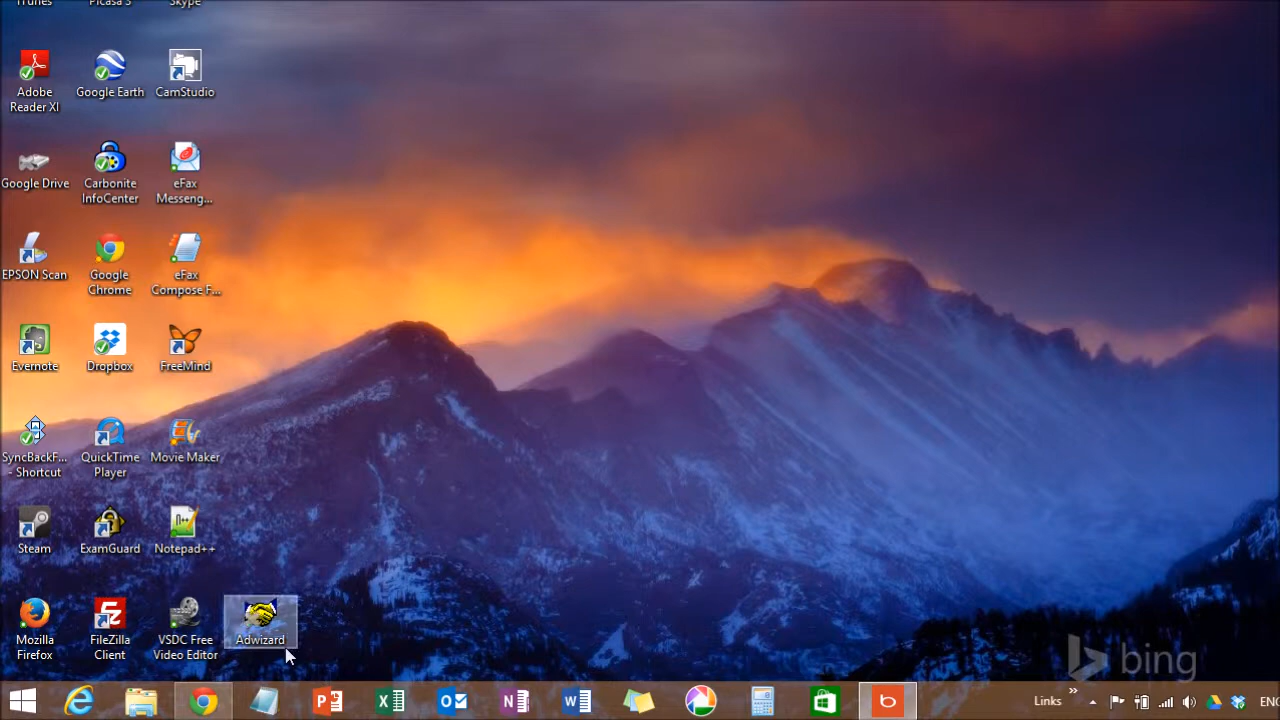 iTunes
Picasa 3
Skype
Adobe
Reader XI
Google Earth
CamStudio
Google Drive
Carbonite
InfoCenter
eFax
Messeng...
EPSON Scan
Google
Chrome
eFax
Compose F...
Evernote
Dropbox
FreeMind
SyncBackF...
- Shortcut
QuickTime
Player
Movie Maker
Steam
ExamGuard
Notepad++
Mozilla
Firefox
FileZilla
Client
VSDC Free
Video Editor
Adwizard
bing
Links
ENG